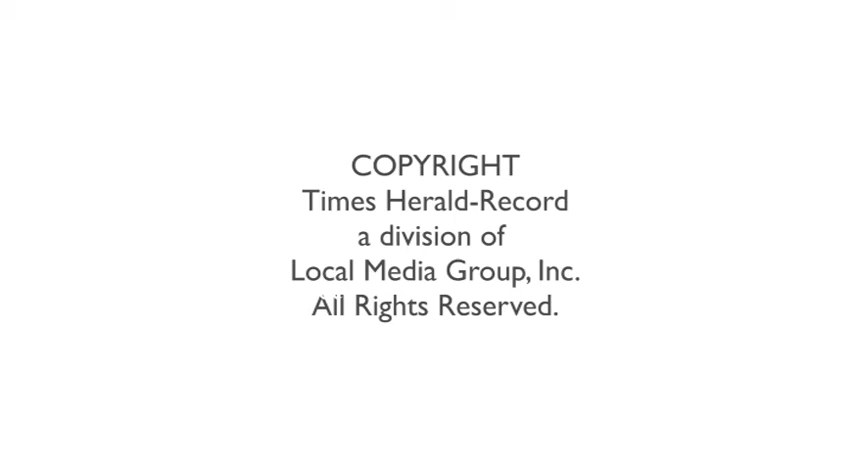 COPYRIGHT
Times Herald-Record
a division of
Local Media Group, Inc.
All Rights Reserved.